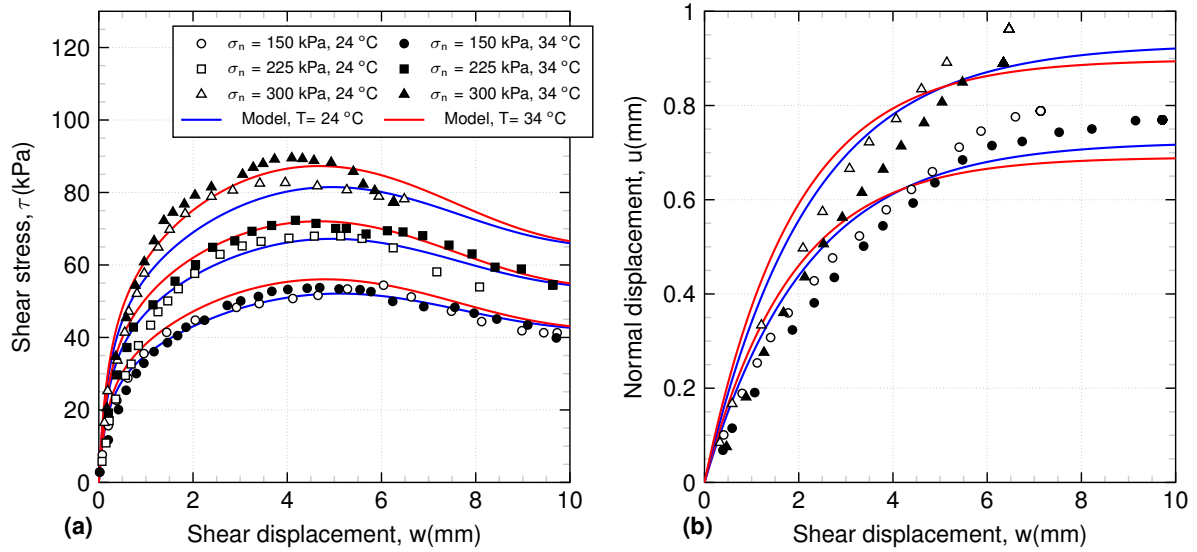 120
100
80
60
40
20
0
0 2 4 6 8 10
Shear stress, τ(kPa)
Shear displacement, w(mm)
(a)
σn = 150 kPa, 24 °C
σn = 150 kPa, 34 °C
σn = 225 kPa, 24 °C
σn = 225 kPa, 34 °C
σn = 300 kPa, 24 °C
σn = 300 kPa, 34 °C
Model, T= 24 °C
Model, T= 34 °C
1
0.8
0.6
0.4
0.2
0
0 2 4 6 8 10
Normal displacement, u(mm)
Shear displacement, w(mm)
(b)